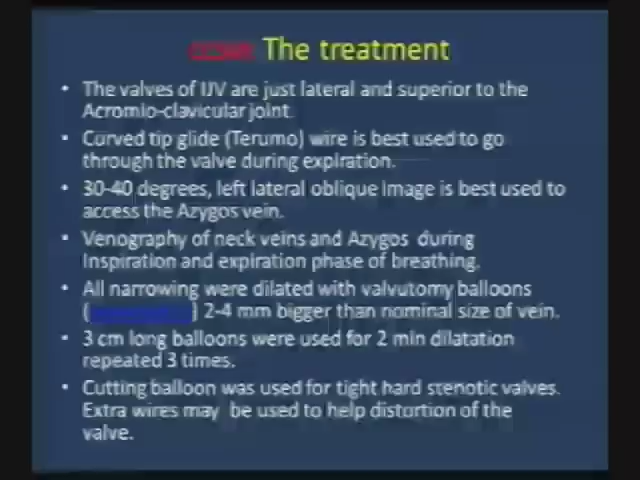 The treatment
• The valves of IJV are just lateral and superior to the
Acromio-clavicular joint.
• Curved tip glide (Terumo) wire is best used to go
through the valve during expiration.
• 30-40 degrees, left lateral oblique Image is best used to
access the Azygos vein.
• Venography of neck veins and Azygos during
Inspiration and expiration phase of breathing.
• All narrowing were dilated with valvutomy balloons
( ) 2-4 mm bigger than nominal size of vein.
• 3 cm long balloons were used for 2 min dilatation
repeated 3 times.
• Cutting balloon was used for tight hard stenotic valves.
Extra wires may be used to help distortion of the
valve.